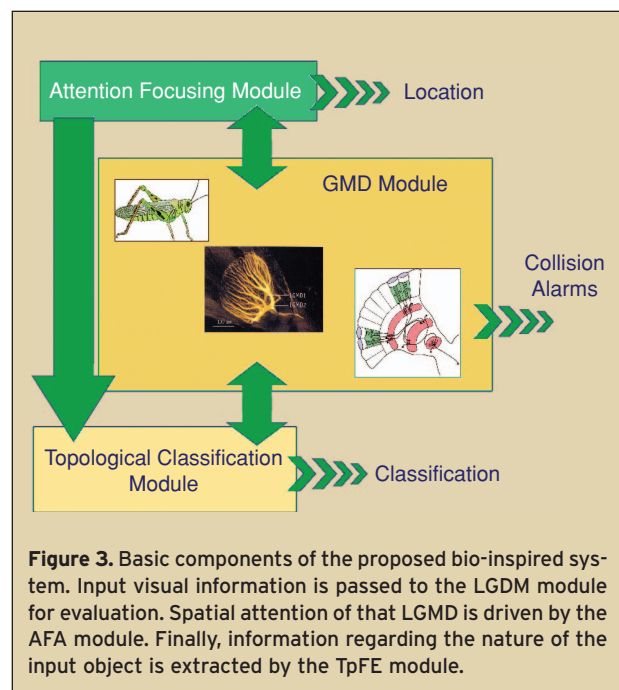 Attention Focusing Module
Location
GMD Module
LGMD1
LGMD2
Collision
Alarms
Topological Classification
Module
Classification
Figure 3. Basic components of the proposed bio-inspired sys-
tem. Input visual information is passed to the LGDM module
for evaluation. Spatial attention of that LGMD is driven by the
AFA module. Finally, information regarding the nature of the
input object is extracted by the TpFE module.